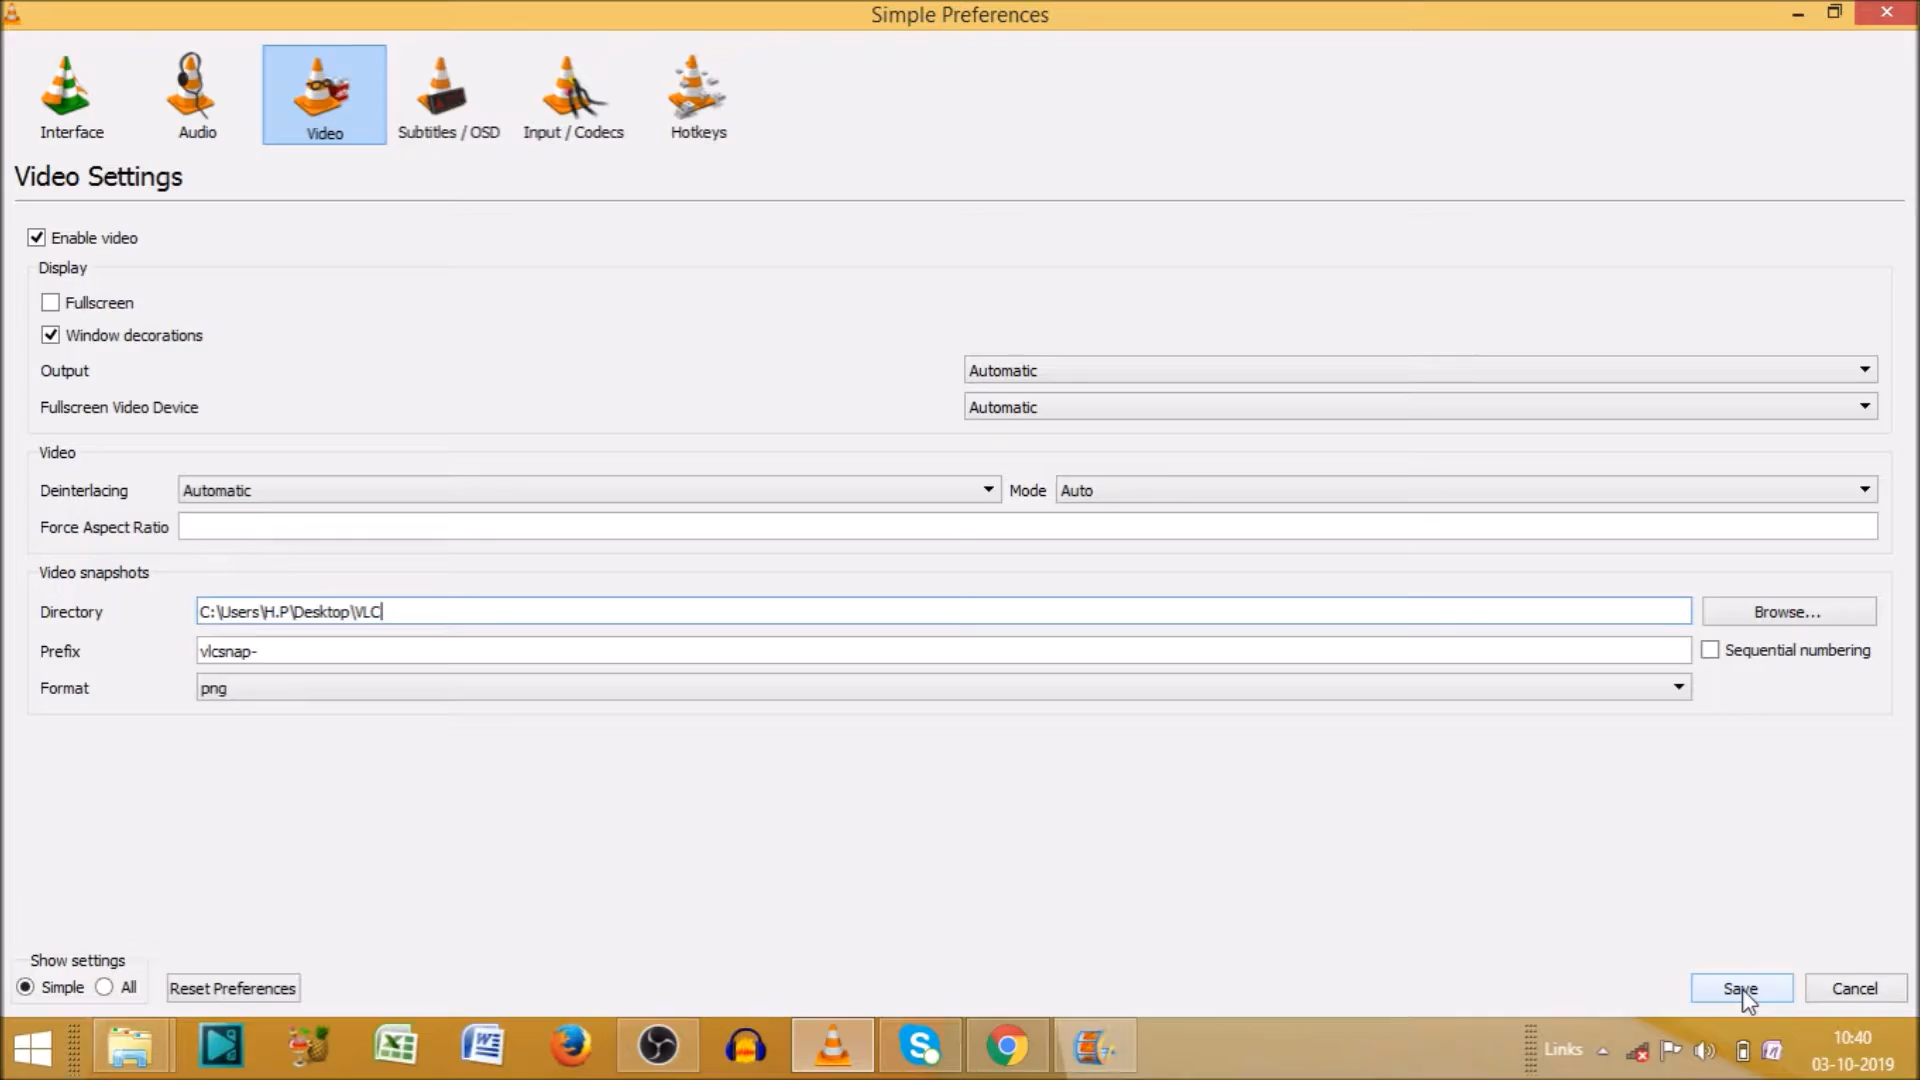 Simple Preferences
Interface
Audio
Video
Subtitles / OSD
Input / Codecs
Hotkeys
Video Settings
Enable video
Display
Fullscreen
Window decorations
Output Automatic
Fullscreen Video Device Automatic
Video
Deinterlacing Automatic Mode Auto
Force Aspect Ratio
Video snapshots
Directory C:\Users\H.P\Desktop\VLC Browse...
Prefix vlcsnap- Sequential numbering
Format png
Show settings
Simple All Reset Preferences Save Cancel
Links 10:40
03-10-2019